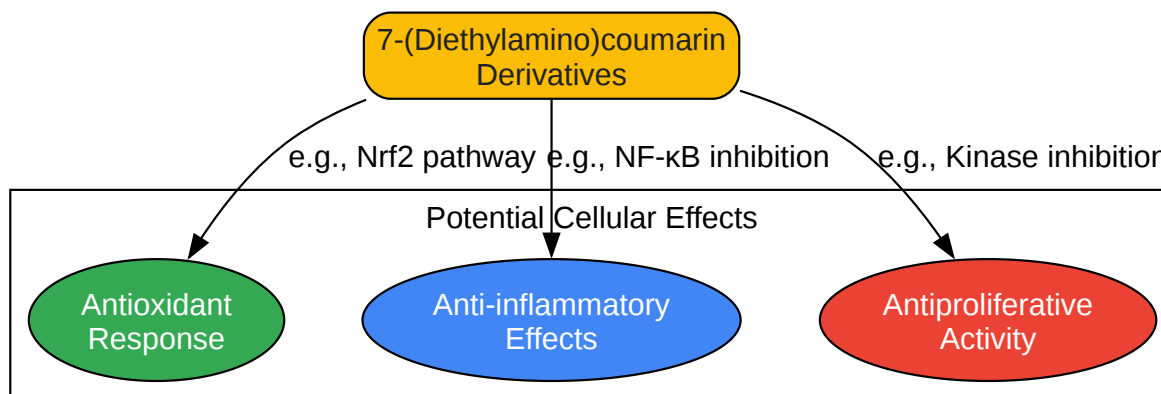 7-(Diethylamino)coumarin
Derivatives
e.g., Nrf2 pathway
e.g., NF-κB inhibition
e.g., Kinase inhibition
Potential Cellular Effects
Antioxidant
Response
Anti-inflammatory
Effects
Antiproliferative
Activity